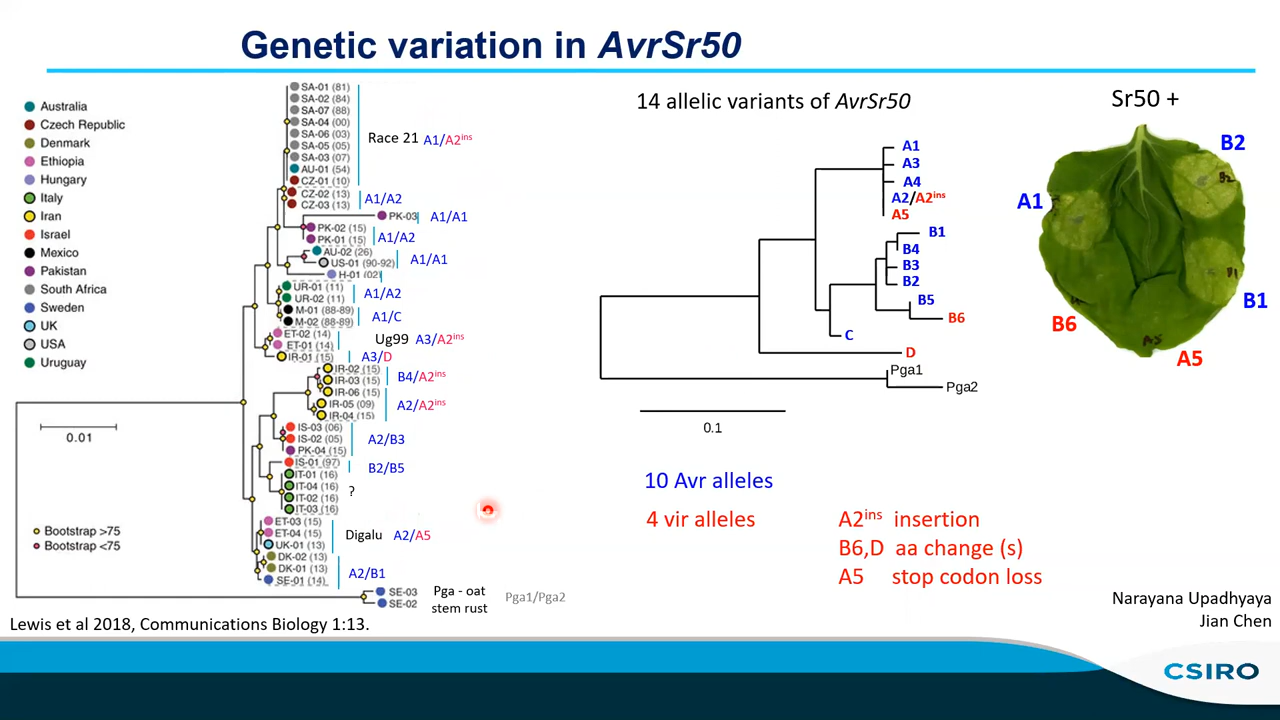 Genetic variation in AvrSr50
Australia
Czech Republic
Denmark
Ethiopia
Hungary
Italy
Iran
Israel
Mexico
Pakistan
South Africa
Sweden
UK
USA
Uruguay
0.01
Bootstrap >75
Bootstrap <75
SA-01 (81)
SA-02 (84)
SA-07 (88)
SA-04 (00)
SA-06 (03)
SA-05 (05)
SA-03 (07)
AU-01 (54)
CZ-01 (10)
Race 21 A1/A2ins
CZ-02 (13)
CZ-03 (13)
A1/A2
PK-03
A1/A1
PK-02 (15)
PK-01 (15)
A1/A2
AU-02 (26)
US-01 (90-92)
H-01 (02)
A1/A1
UR-01 (11)
UR-02 (11)
A1/A2
M-01 (88-89)
M-02 (88-89)
A1/C
ET-02 (14)
ET-01 (14)
Ug99 A3/A2ins
IR-01 (15)
A3/D
IR-02 (15)
IR-03 (15)
IR-06 (15)
B4/A2ins
IR-05 (09)
IR-04 (15)
A2/A2ins
IS-03 (06)
IS-02 (05)
PK-04 (15)
A2/B3
IS-01 (97)
B2/B5
IT-01 (16)
IT-04 (16)
IT-02 (16)
IT-03 (16)
?
ET-03 (15)
ET-04 (15)
UK-01 (13)
Digalu A2/A5
DK-02 (13)
DK-01 (13)
SE-01 (14)
A2/B1
SE-03
SE-02
Pga - oat
stem rust
Pga1/Pga2
Lewis et al 2018, Communications Biology 1:13.
14 allelic variants of AvrSr50
A1
A3
A4
A2/A2ins
A5
B1
B4
B3
B2
B5
B6
C
D
Pga1
Pga2
0.1
10 Avr alleles
4 vir alleles
A2ins insertion
B6,D aa change (s)
A5 stop codon loss
Sr50 +
B2
A1
B1
B6
A5
B2
B1
A5
Narayana Upadhyaya
Jian Chen
CSIRO